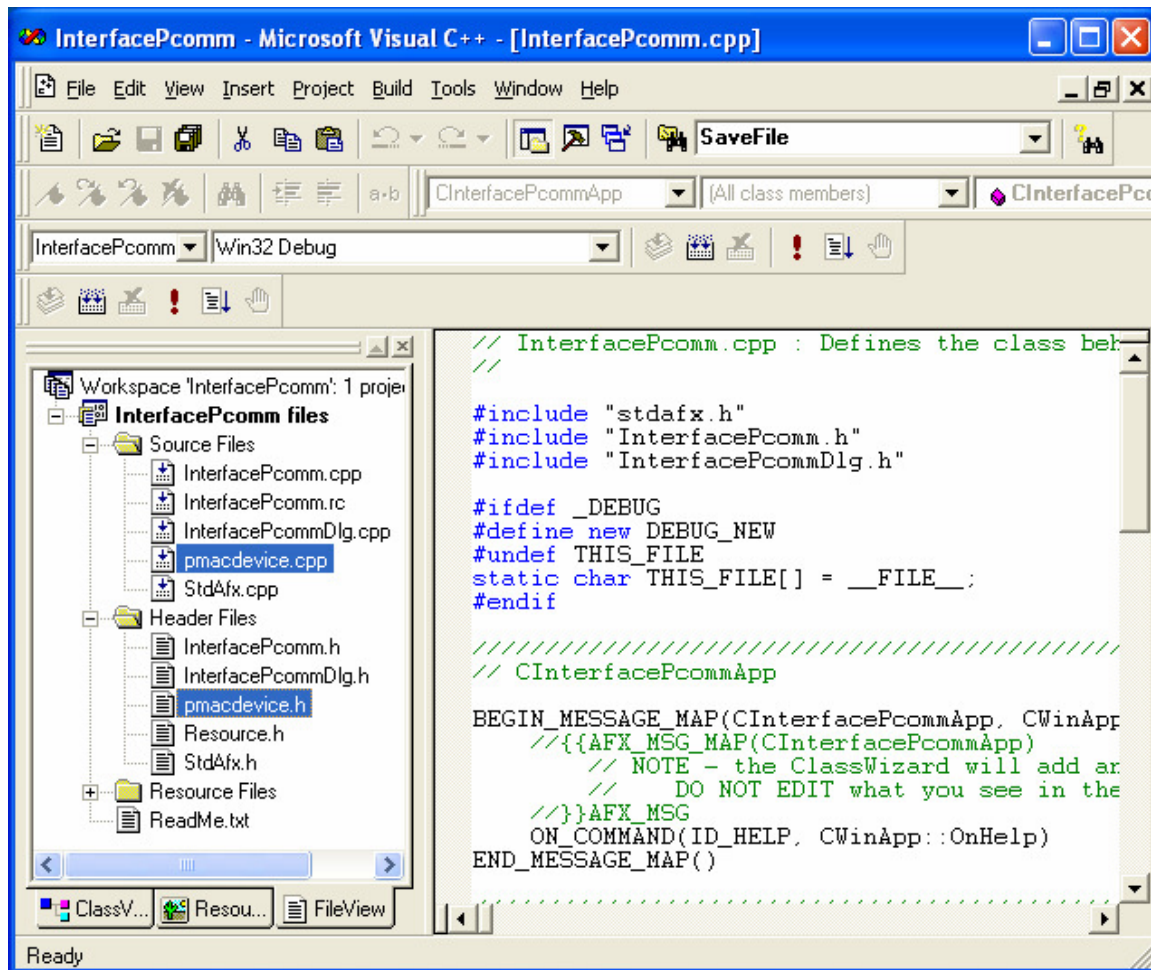 InterfacePcomm - Microsoft Visual C++ - [InterfacePcomm.cpp]
File Edit View Insert Project Build Tools Window Help
SaveFile
a-b CInterfacePcommApp (All class members) CInterfacePc
InterfacePcomm Win32 Debug
Workspace 'InterfacePcomm': 1 proje
InterfacePcomm files
Source Files
InterfacePcomm.cpp
InterfacePcomm.rc
InterfacePcommDlg.cpp
pmacdevice.cpp
StdAfx.cpp
Header Files
InterfacePcomm.h
InterfacePcommDlg.h
pmacdevice.h
Resource.h
StdAfx.h
Resource Files
ReadMe.txt
ClassV... Resou... FileView
// InterfacePcomm.cpp : Defines the class beh
//
#include "stdafx.h"
#include "InterfacePcomm.h"
#include "InterfacePcommDlg.h"
#ifdef _DEBUG
#define new DEBUG_NEW
#undef THIS_FILE
static char THIS_FILE[] = __FILE__;
#endif
/////////////////////////////////////////////
// CInterfacePcommApp
BEGIN_MESSAGE_MAP(CInterfacePcommApp, CWinApp
//{{AFX_MSG_MAP(CInterfacePcommApp)
// NOTE - the ClassWizard will add an
// DO NOT EDIT what you see in the
//}}AFX_MSG
ON_COMMAND(ID_HELP, CWinApp::OnHelp)
END_MESSAGE_MAP()
Ready